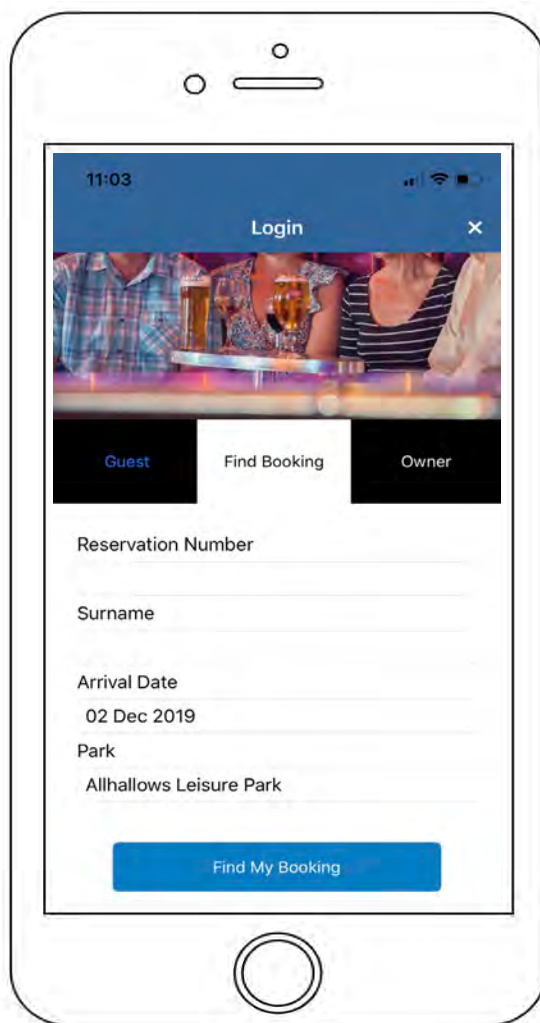 11:03
Login ×
Guest Find Booking Owner
Reservation Number
Surname
Arrival Date
02 Dec 2019
Park
Allhallows Leisure Park
Find My Booking